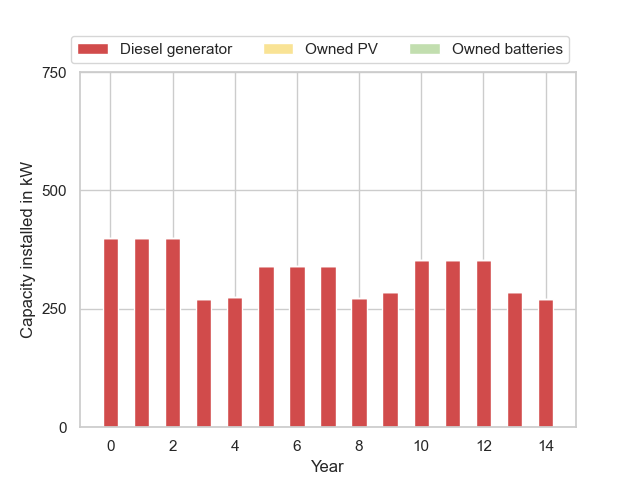 Diesel generator Owned PV Owned batteries
750
500
250
0
0 2 4 6 8 10 12 14
Year
Capacity installed in kW